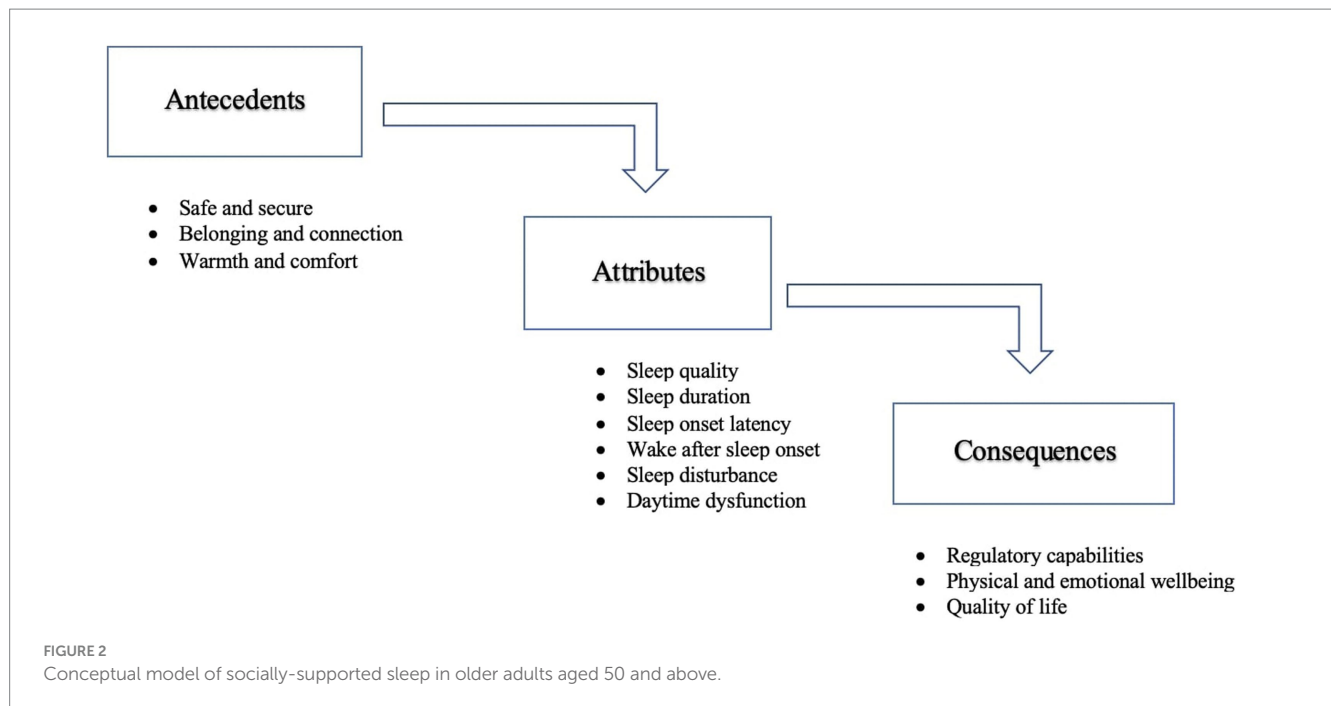 Antecedents
• Safe and secure
• Belonging and connection
• Warmth and comfort
Attributes
• Sleep quality
• Sleep duration
• Sleep onset latency
• Wake after sleep onset
• Sleep disturbance
• Daytime dysfunction
Consequences
• Regulatory capabilities
• Physical and emotional wellbeing
• Quality of life
FIGURE 2
Conceptual model of socially-supported sleep in older adults aged 50 and above.